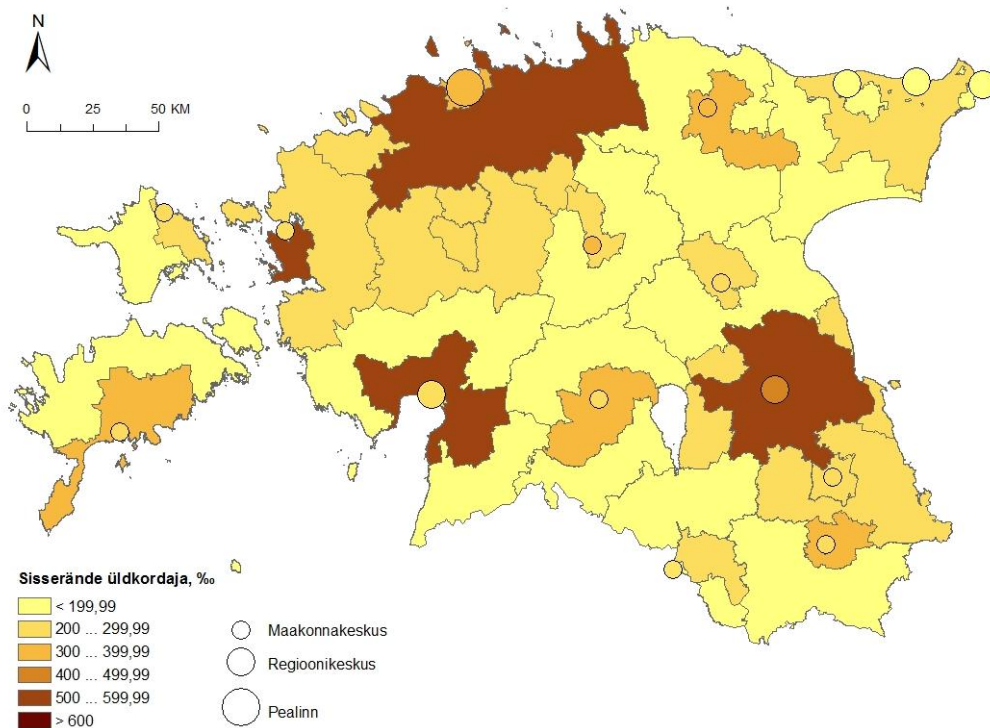 N
0 25 50 KM
Sisserände üldkordaja, ‰
< 199,99
200 ... 299,99
300 ... 399,99
400 ... 499,99
500 ... 599,99
> 600
Maakonnakeskus
Regioonikeskus
Pealinn